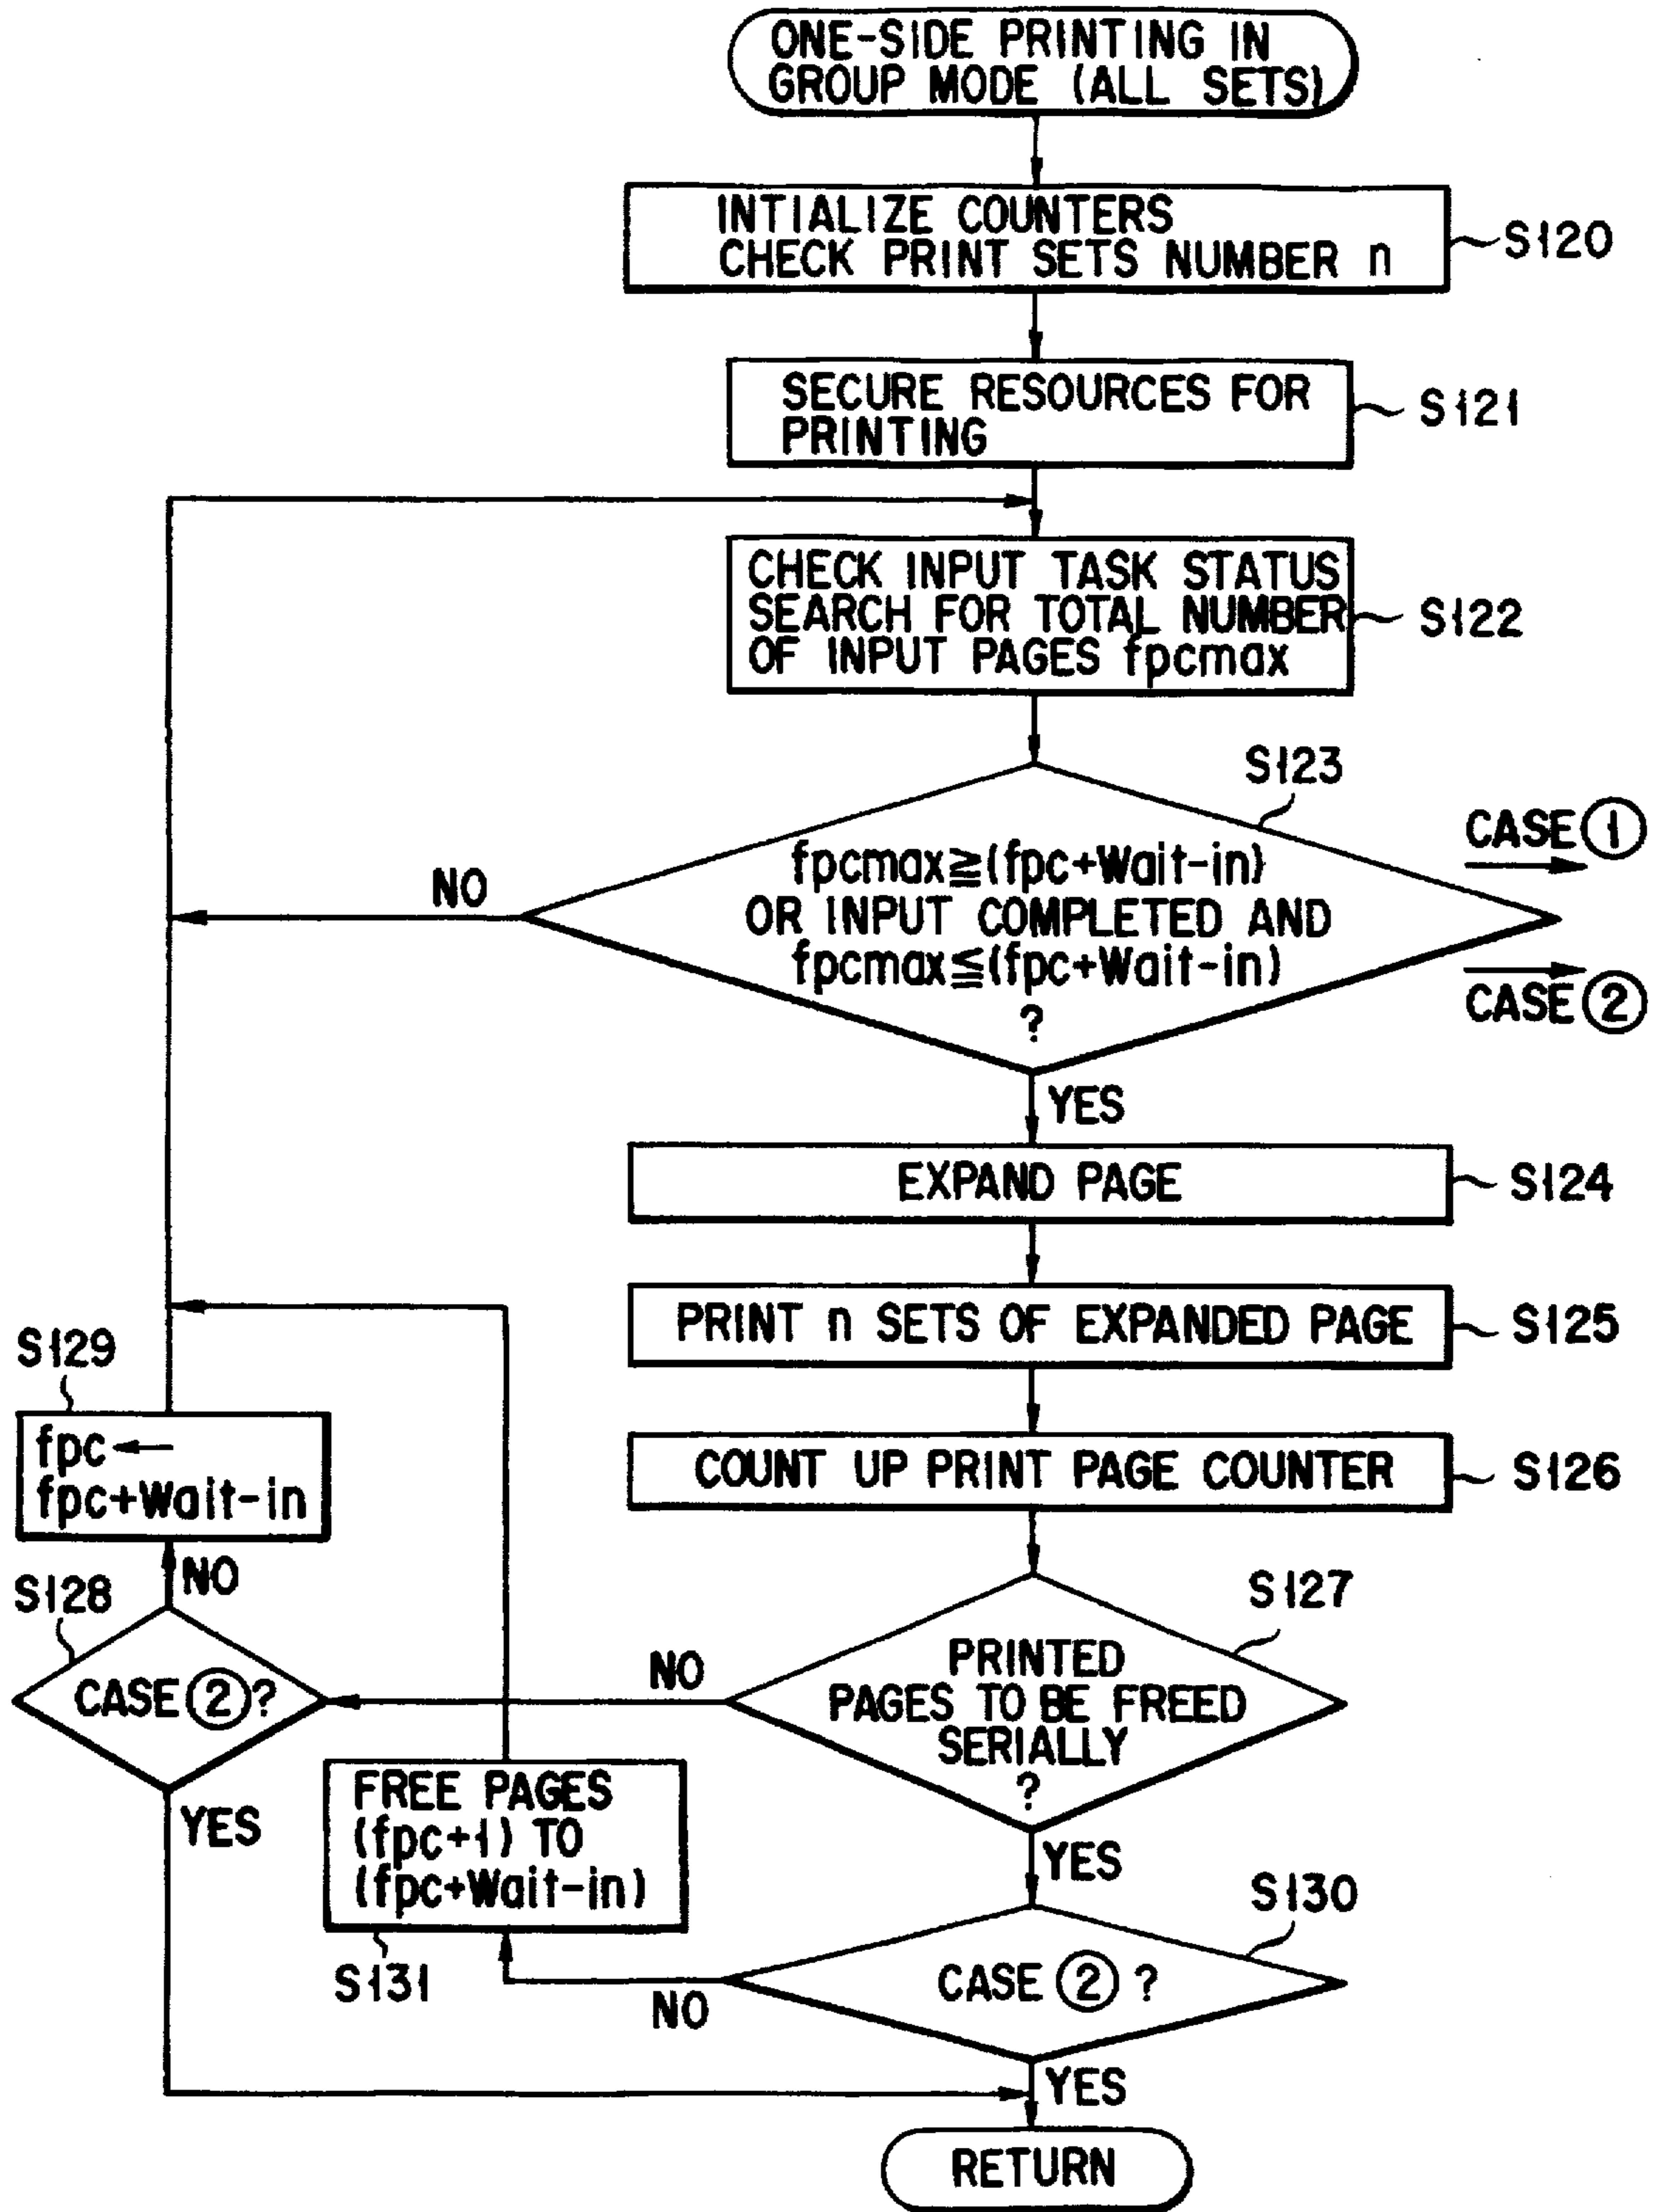 ONE-SIDE PRINTING IN
GROUP MODE (ALL SETS)
INTIALIZE COUNTERS
CHECK PRINT SETS NUMBER n
S120
SECURE RESOURCES FOR
PRINTING
S121
CHECK INPUT TASK STATUS
SEARCH FOR TOTAL NUMBER
OF INPUT PAGES fpcmax
S122
S123
CASE ①
NO
fpcmax≧(fpc+Wait-in)
OR INPUT COMPLETED AND
fpcmax≦(fpc+Wait-in)
?
CASE ②
YES
EXPAND PAGE
S124
PRINT n SETS OF EXPANDED PAGE
S125
COUNT UP PRINT PAGE COUNTER
S126
S129
fpc←
fpc+Wait-in
NO
S128
CASE ②?
YES
S127
NO
PRINTED
PAGES TO BE FREED
SERIALLY
?
YES
FREE PAGES
(fpc+1) TO
(fpc+Wait-in)
S131
S130
NO
CASE ② ?
YES
RETURN